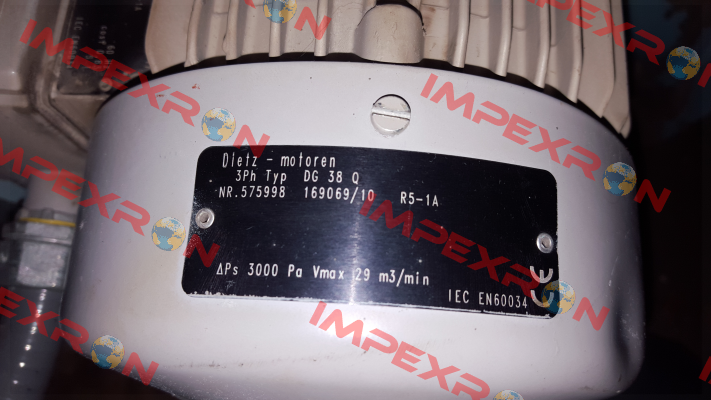 Dietz - motoren
3Ph Typ DG 38 Q
NR.575998 169069/10 R5-1A
ΔPs 3000 Pa Vmax 29 m3/min
IEC EN60034
CE
IMPEXRON
IMPEXRON
IMPEXRON
IMPEXRON
IMPEXRON